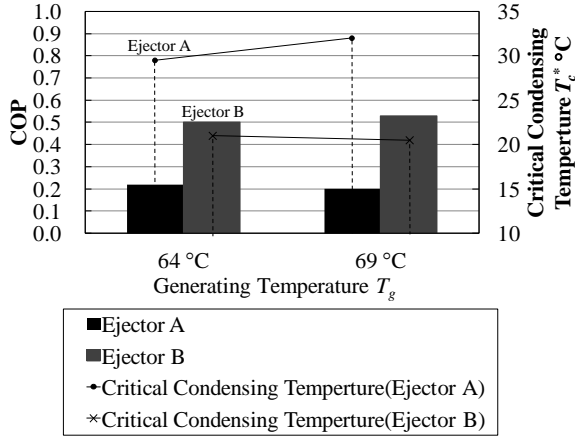 1.0
0.9
0.8
0.7
0.6
0.5
0.4
0.3
0.2
0.1
0.0
COP
Ejector A
Ejector B
35
30
25
20
15
10
Critical Condensing
Temperture Tc* °C
64 °C
69 °C
Generating Temperature Tg
Ejector A
Ejector B
Critical Condensing Temperture(Ejector A)
Critical Condensing Temperture(Ejector B)